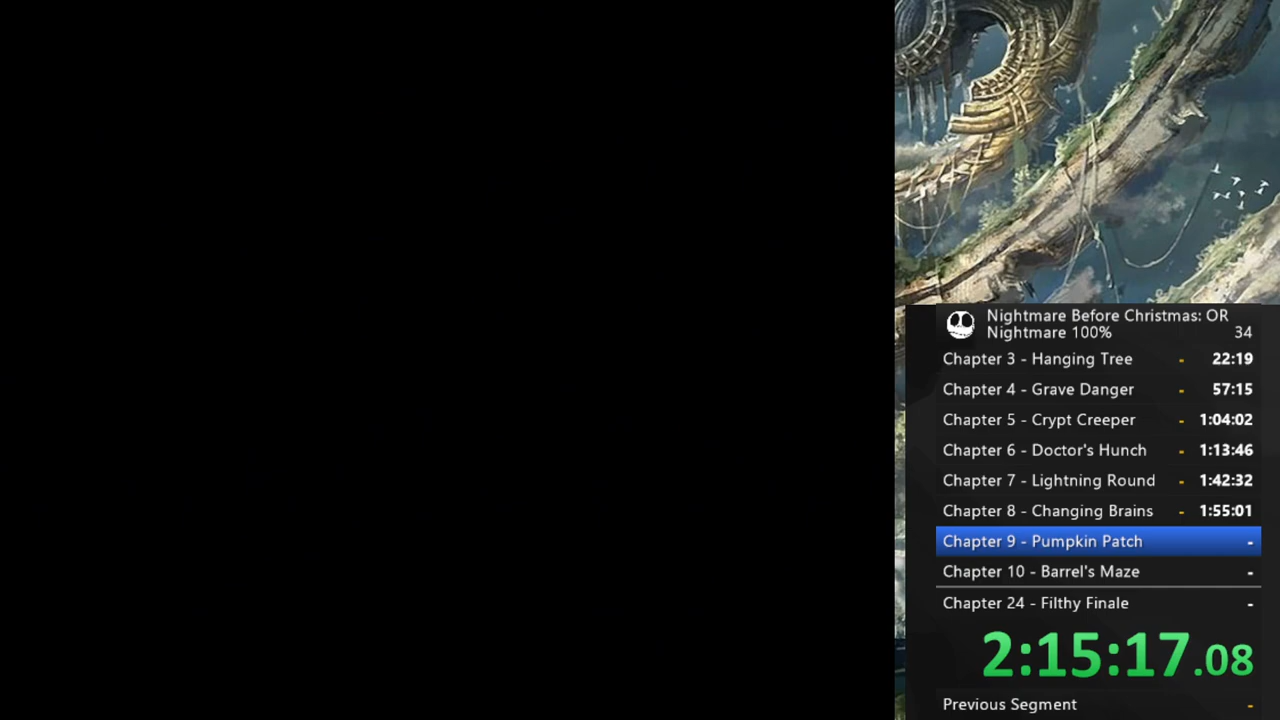 Nightmare Before Christmas: OR
Nightmare 100% 34
Chapter 3 - Hanging Tree - 22:19
Chapter 4 - Grave Danger - 57:15
Chapter 5 - Crypt Creeper - 1:04:02
Chapter 6 - Doctor's Hunch - 1:13:46
Chapter 7 - Lightning Round - 1:42:32
Chapter 8 - Changing Brains - 1:55:01
Chapter 9 - Pumpkin Patch -
Chapter 10 - Barrel's Maze -
Chapter 24 - Filthy Finale -
2:15:17.08
Previous Segment -